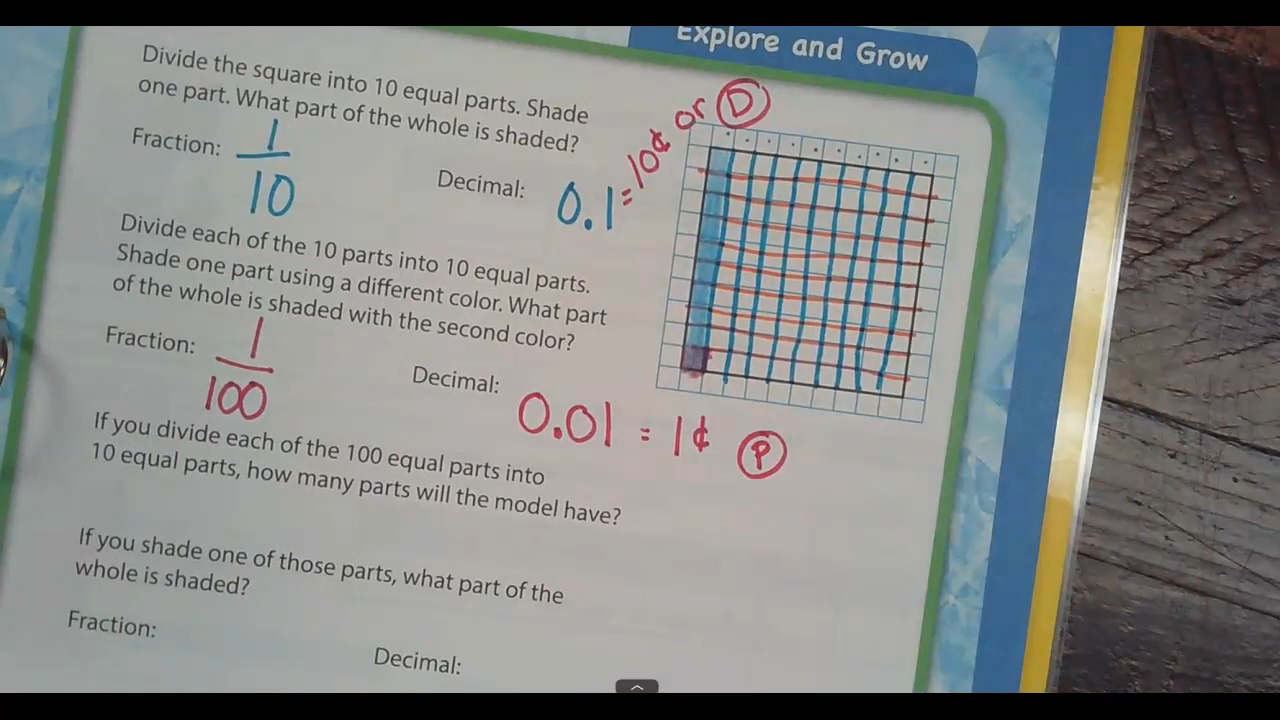 Explore and Grow
Divide the square into 10 equal parts. Shade
one part. What part of the whole is shaded?
Fraction: 1/10
Decimal: 0.1 = 10¢ or D
Divide each of the 10 parts into 10 equal parts.
Shade one part using a different color. What part
of the whole is shaded with the second color?
Fraction: 1/100
Decimal: 0.01 = 1¢ P
If you divide each of the 100 equal parts into
10 equal parts, how many parts will the model have?
If you shade one of those parts, what part of the
whole is shaded?
Fraction:
Decimal: